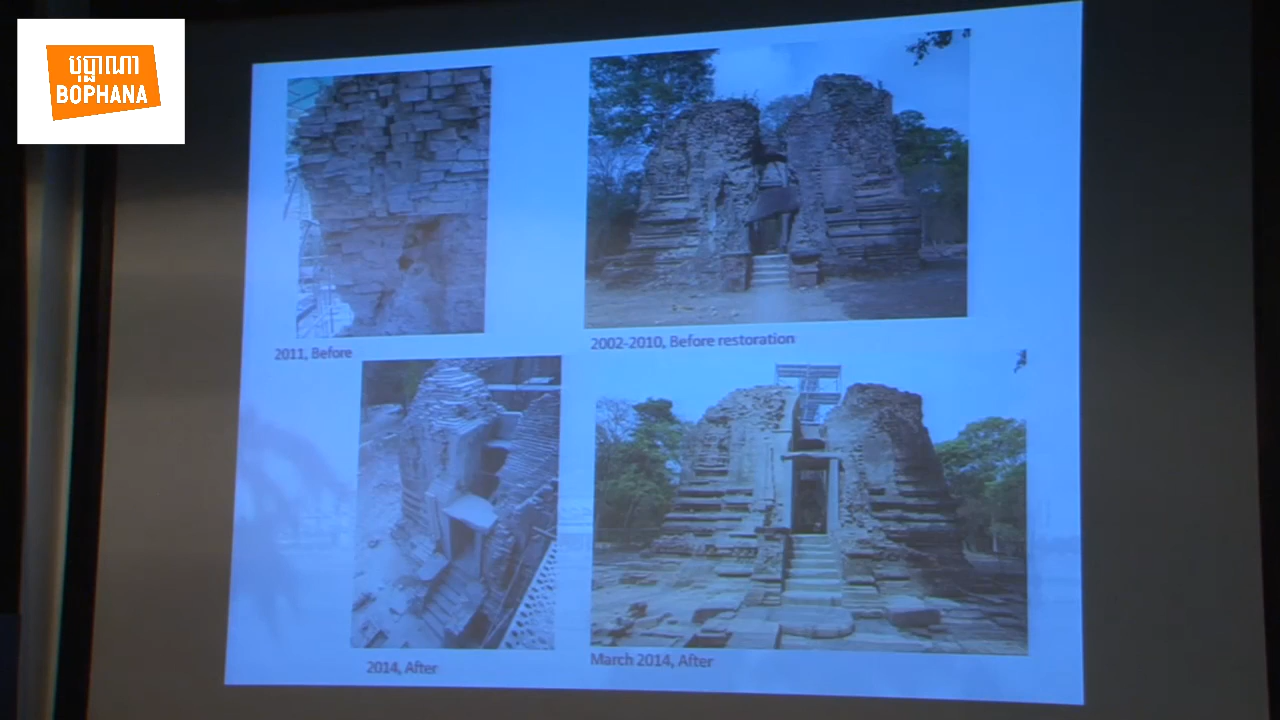 បុប្ផាណា
BOPHANA
2011, Before
2002-2010, Before restoration
2014, After
March 2014, After